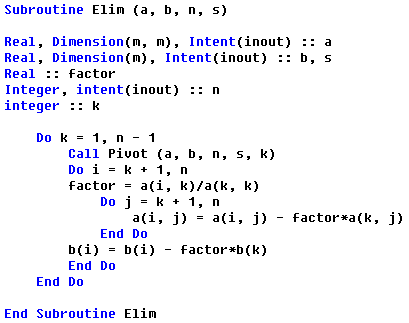 Subroutine Elim (a, b, n, s)
Real, Dimension(m, m), Intent(inout) :: a
Real, Dimension(m), Intent(inout) :: b, s
Real :: factor
Integer, intent(inout) :: n
integer :: k
Do k = 1, n - 1
Call Pivot (a, b, n, s, k)
Do i = k + 1, n
factor = a(i, k)/a(k, k)
Do j = k + 1, n
a(i, j) = a(i, j) - factor*a(k, j)
End Do
b(i) = b(i) - factor*b(k)
End Do
End Do
End Subroutine Elim